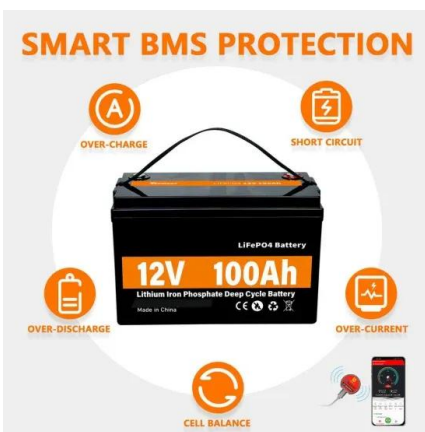 SMART BMS PROTECTION
A
OVER-CHARGE
SHORT CIRCUIT
LiFePO4 Battery
12V 100Ah
Lithium Iron Phosphate Deep Cycle Battery
Made in China
CE
OVER-DISCHARGE
OVER-CURRENT
CELL BALANCE